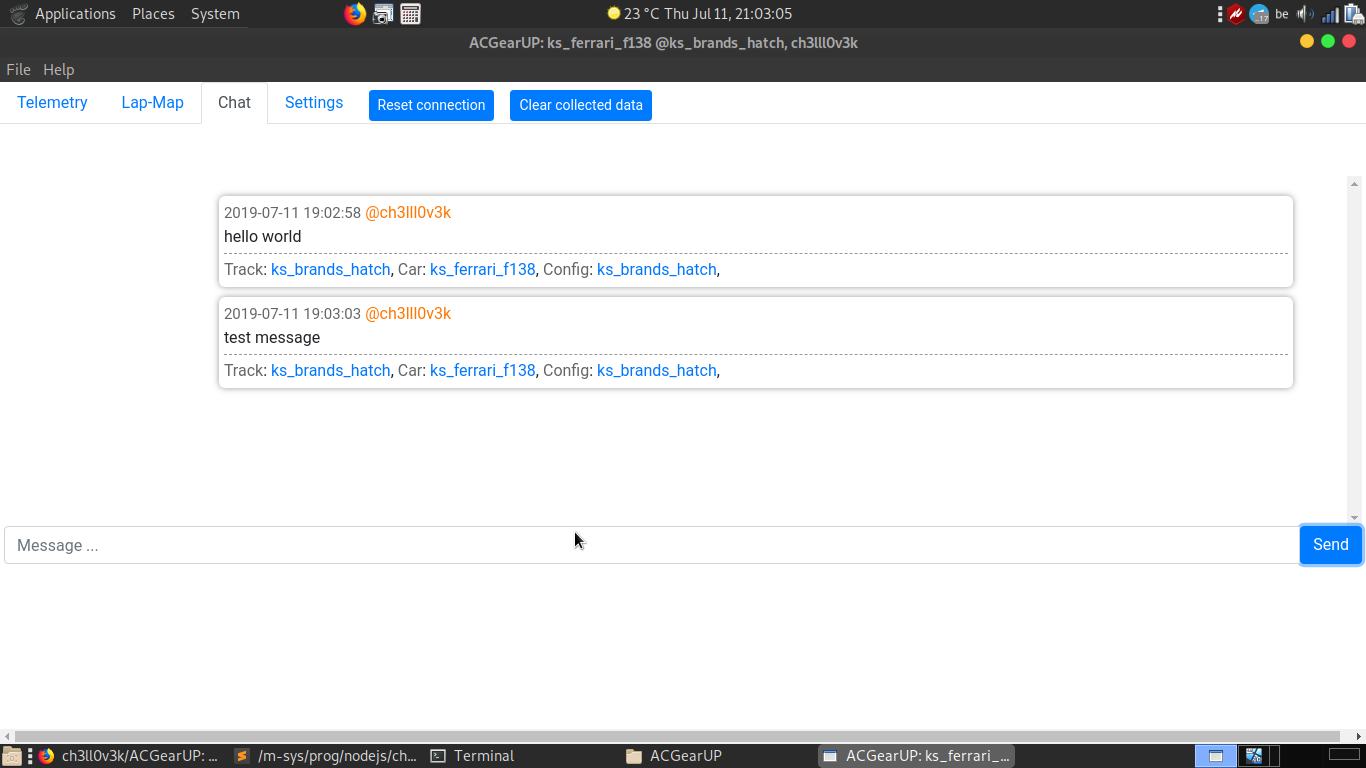 Applications Places System 23 °C Thu Jul 11, 21:03:05 17 be
ACGearUP: ks_ferrari_f138 @ks_brands_hatch, ch3lll0v3k
File Help
Telemetry Lap-Map Chat Settings Reset connection Clear collected data
2019-07-11 19:02:58 @ch3lll0v3k
hello world
Track: ks_brands_hatch, Car: ks_ferrari_f138, Config: ks_brands_hatch,
2019-07-11 19:03:03 @ch3lll0v3k
test message
Track: ks_brands_hatch, Car: ks_ferrari_f138, Config: ks_brands_hatch,
Message ... Send
ch3ll0v3k/ACGearUP: ... /m-sys/prog/nodejs/ch... Terminal ACGearUP ACGearUP: ks_ferrari_...